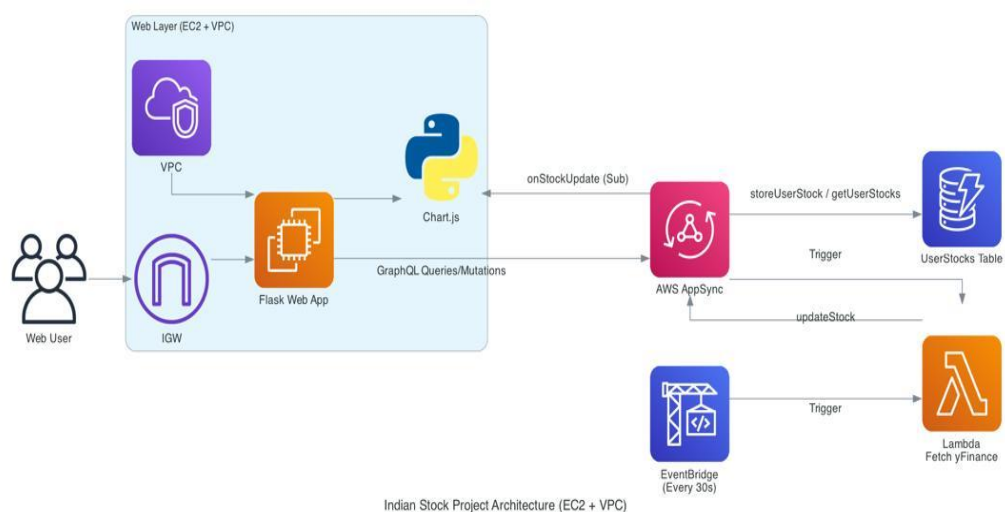 Web Layer (EC2 + VPC)
VPC
Chart.js
onStockUpdate (Sub)
storeUserStock / getUserStocks
Flask Web App
GraphQL Queries/Mutations
AWS AppSync
Trigger
UserStocks Table
Web User
IGW
updateStock
</>
Trigger
EventBridge
(Every 30s)
Lambda
Fetch yFinance
Indian Stock Project Architecture (EC2 + VPC)